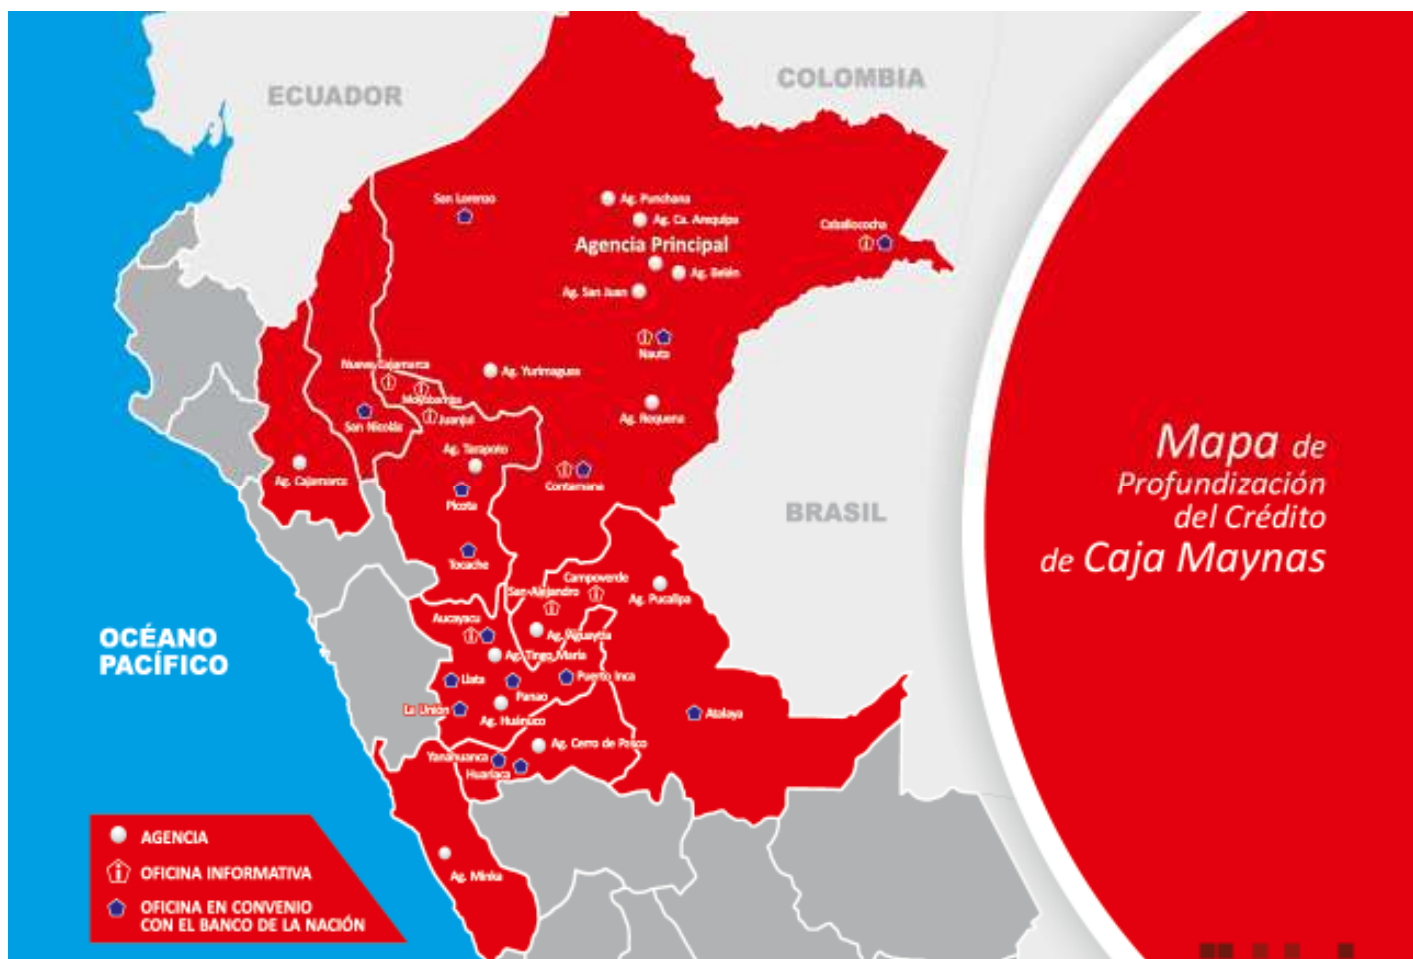 ECUADOR
COLOMBIA
San Lorenzo
Ag. Punchana
Ag. Ca. Arequipa
Caballococha
Agencia Principal
Ag. Belén
Ag. San Juan
Nauta
Nueva Cajamarca
Ag. Yurimaguas
Moyobamba
Juanjui
San Nicolás
Ag. Requena
Ag. Tarapoto
Ag. Cajamarca
Contamana
Picota
BRASIL
Mapa de
Profundización
del Crédito
de Caja Maynas
Tocache
Campoverde
San Alejandro
Ag. Pucallpa
Aucayacu
Ag. Aguaytia
OCÉANO
PACÍFICO
Ag. Tingo María
Llata
Panao
Puerto Inca
La Unión
Ag. Huánuco
Atalaya
Ag. Cerro de Pasco
Yanahuanca
Huariaca
AGENCIA
OFICINA INFORMATIVA
OFICINA EN CONVENIO
CON EL BANCO DE LA NACIÓN
Ag. Minka